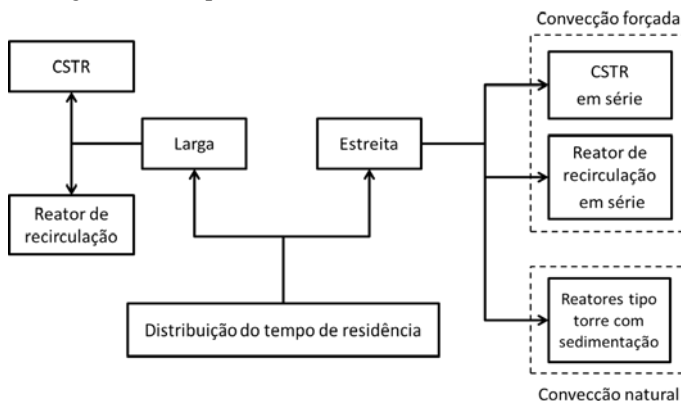 Convecção forçada
CSTR
CSTR
em série
Larga
Estreita
Reator de
recirculação
em série
Reator de
recirculação
Distribuição do tempo de residência
Reatores tipo
torre com
sedimentação
Convecção natural